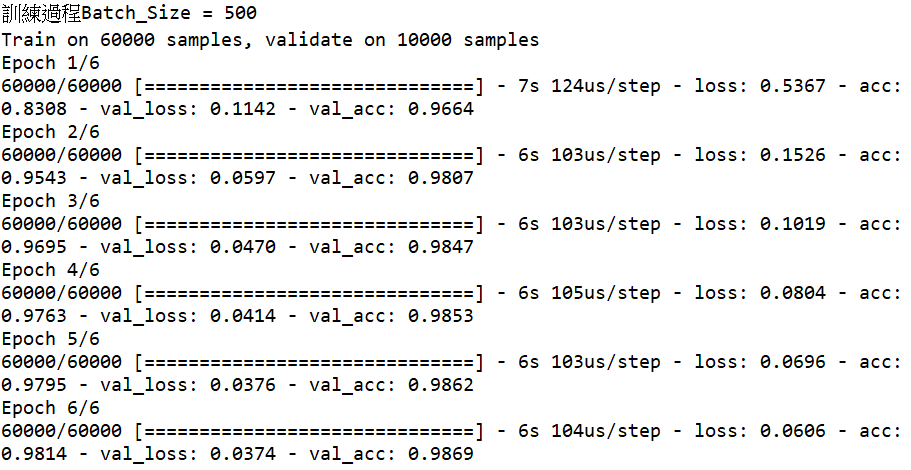 訓練過程Batch_Size = 500
Train on 60000 samples, validate on 10000 samples
Epoch 1/6
60000/60000 [==============================] - 7s 124us/step - loss: 0.5367 - acc:
0.8308 - val_loss: 0.1142 - val_acc: 0.9664
Epoch 2/6
60000/60000 [==============================] - 6s 103us/step - loss: 0.1526 - acc:
0.9543 - val_loss: 0.0597 - val_acc: 0.9807
Epoch 3/6
60000/60000 [==============================] - 6s 103us/step - loss: 0.1019 - acc:
0.9695 - val_loss: 0.0470 - val_acc: 0.9847
Epoch 4/6
60000/60000 [==============================] - 6s 105us/step - loss: 0.0804 - acc:
0.9763 - val_loss: 0.0414 - val_acc: 0.9853
Epoch 5/6
60000/60000 [==============================] - 6s 103us/step - loss: 0.0696 - acc:
0.9795 - val_loss: 0.0376 - val_acc: 0.9862
Epoch 6/6
60000/60000 [==============================] - 6s 104us/step - loss: 0.0606 - acc:
0.9814 - val_loss: 0.0374 - val_acc: 0.9869